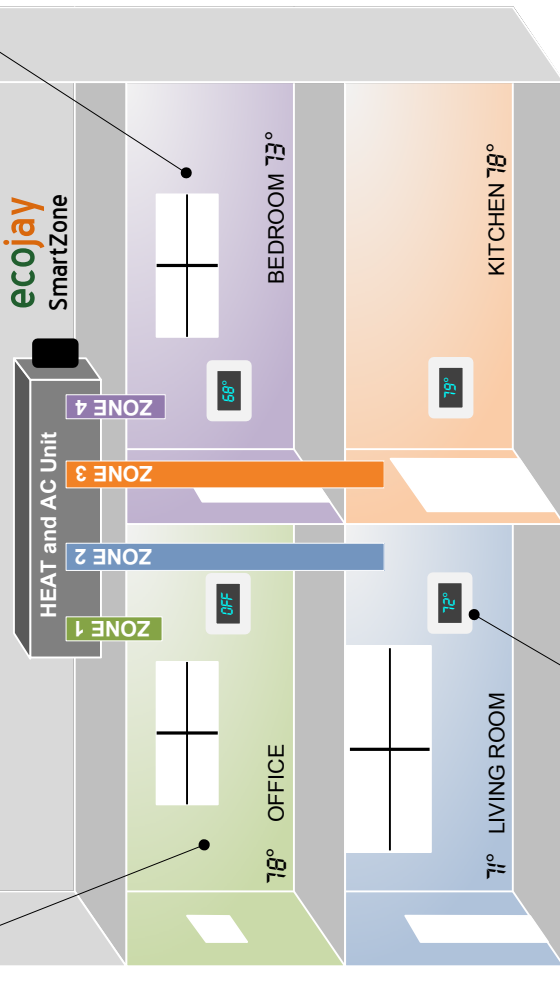 ecojay
SmartZone
HEAT and AC Unit
ZONE 1
ZONE 2
ZONE 3
ZONE 4
OFF
68°
78° OFFICE
BEDROOM 73°
72°
79°
71° LIVING ROOM
KITCHEN 78°